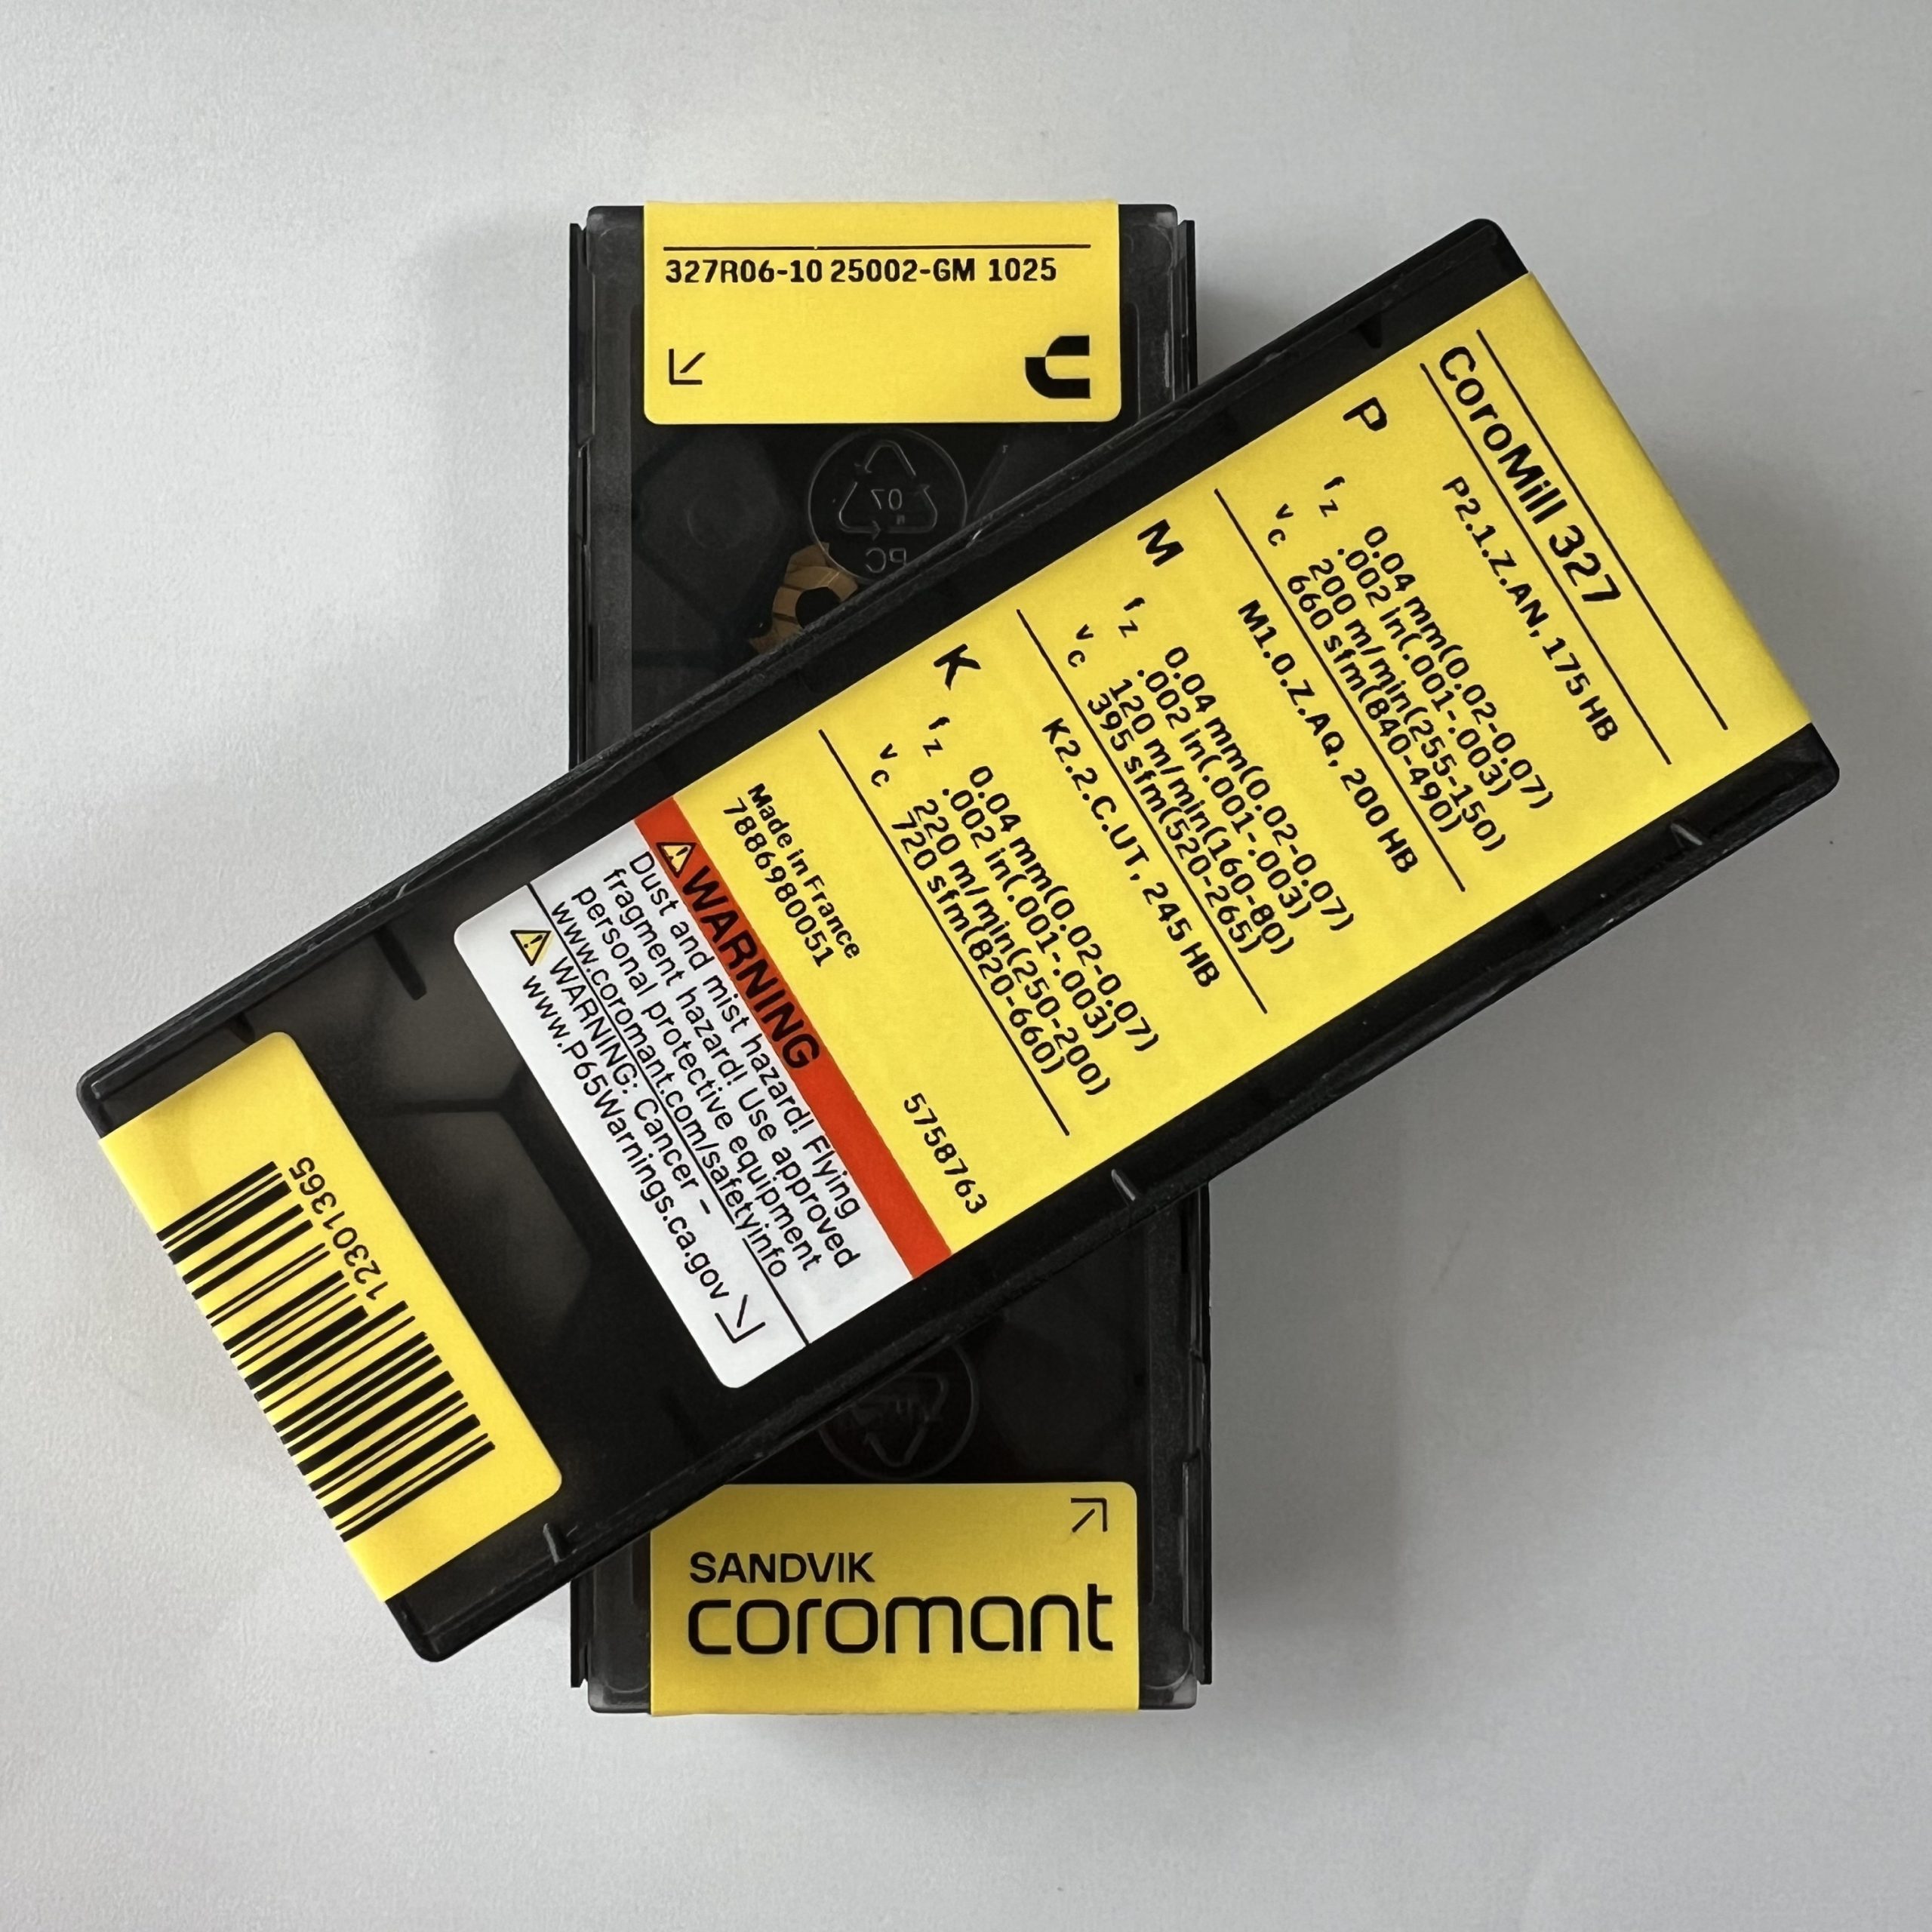 327R06-10 25002-GM 1025
CoroMill 327
P2.1.Z.AN, 175 HB
P
fz 0.04 mm(0.02-0.07)
.002 in(.001-.003)
vc 200 m/min(255-150)
660 sfm(840-490)
M1.0.Z.AQ, 200 HB
M
fz 0.04 mm(0.02-0.07)
.002 in(.001-.003)
vc 120 m/min(160-80)
395 sfm(520-265)
K2.2.C.UT, 245 HB
K
fz 0.04 mm(0.02-0.07)
.002 in(.001-.003)
vc 220 m/min(250-200)
720 sfm(820-660)
Made in France
7886980051 5758763
⚠WARNING
Dust and mist hazard! Flying
fragment hazard! Use approved
personal protective equipment
www.coromant.com/safetyinfo
⚠ WARNING: Cancer –
www.P65Warnings.ca.gov
12301365
07
PC
SANDVIK
coromant